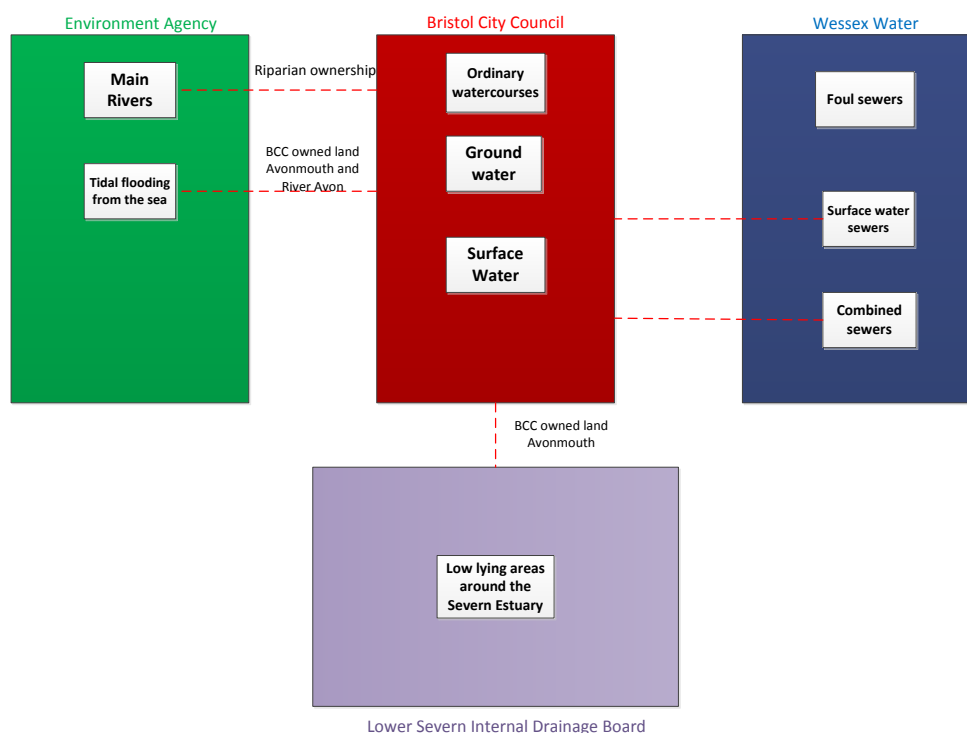 Environment Agency
Bristol City Council
Wessex Water
Main
Rivers
Riparian ownership
Ordinary
watercourses
Foul sewers
Tidal flooding
from the sea
BCC owned land
Avonmouth and
River Avon
Ground
water
Surface water
sewers
Surface
Water
Combined
sewers
BCC owned land
Avonmouth
Low lying areas
around the
Severn Estuary
Lower Severn Internal Drainage Board